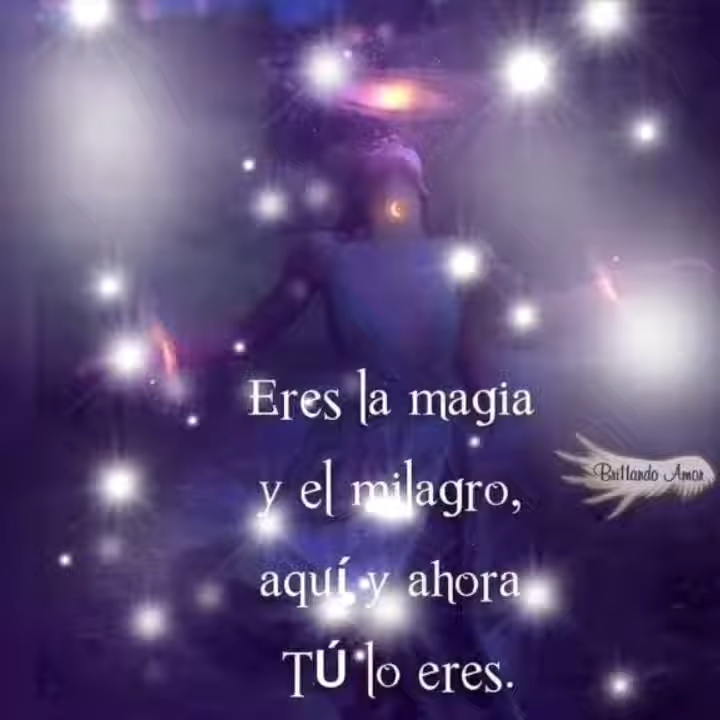 Eres la magia
y el milagro,
Brillando Amor
aquí y ahora
TÚ lo eres.